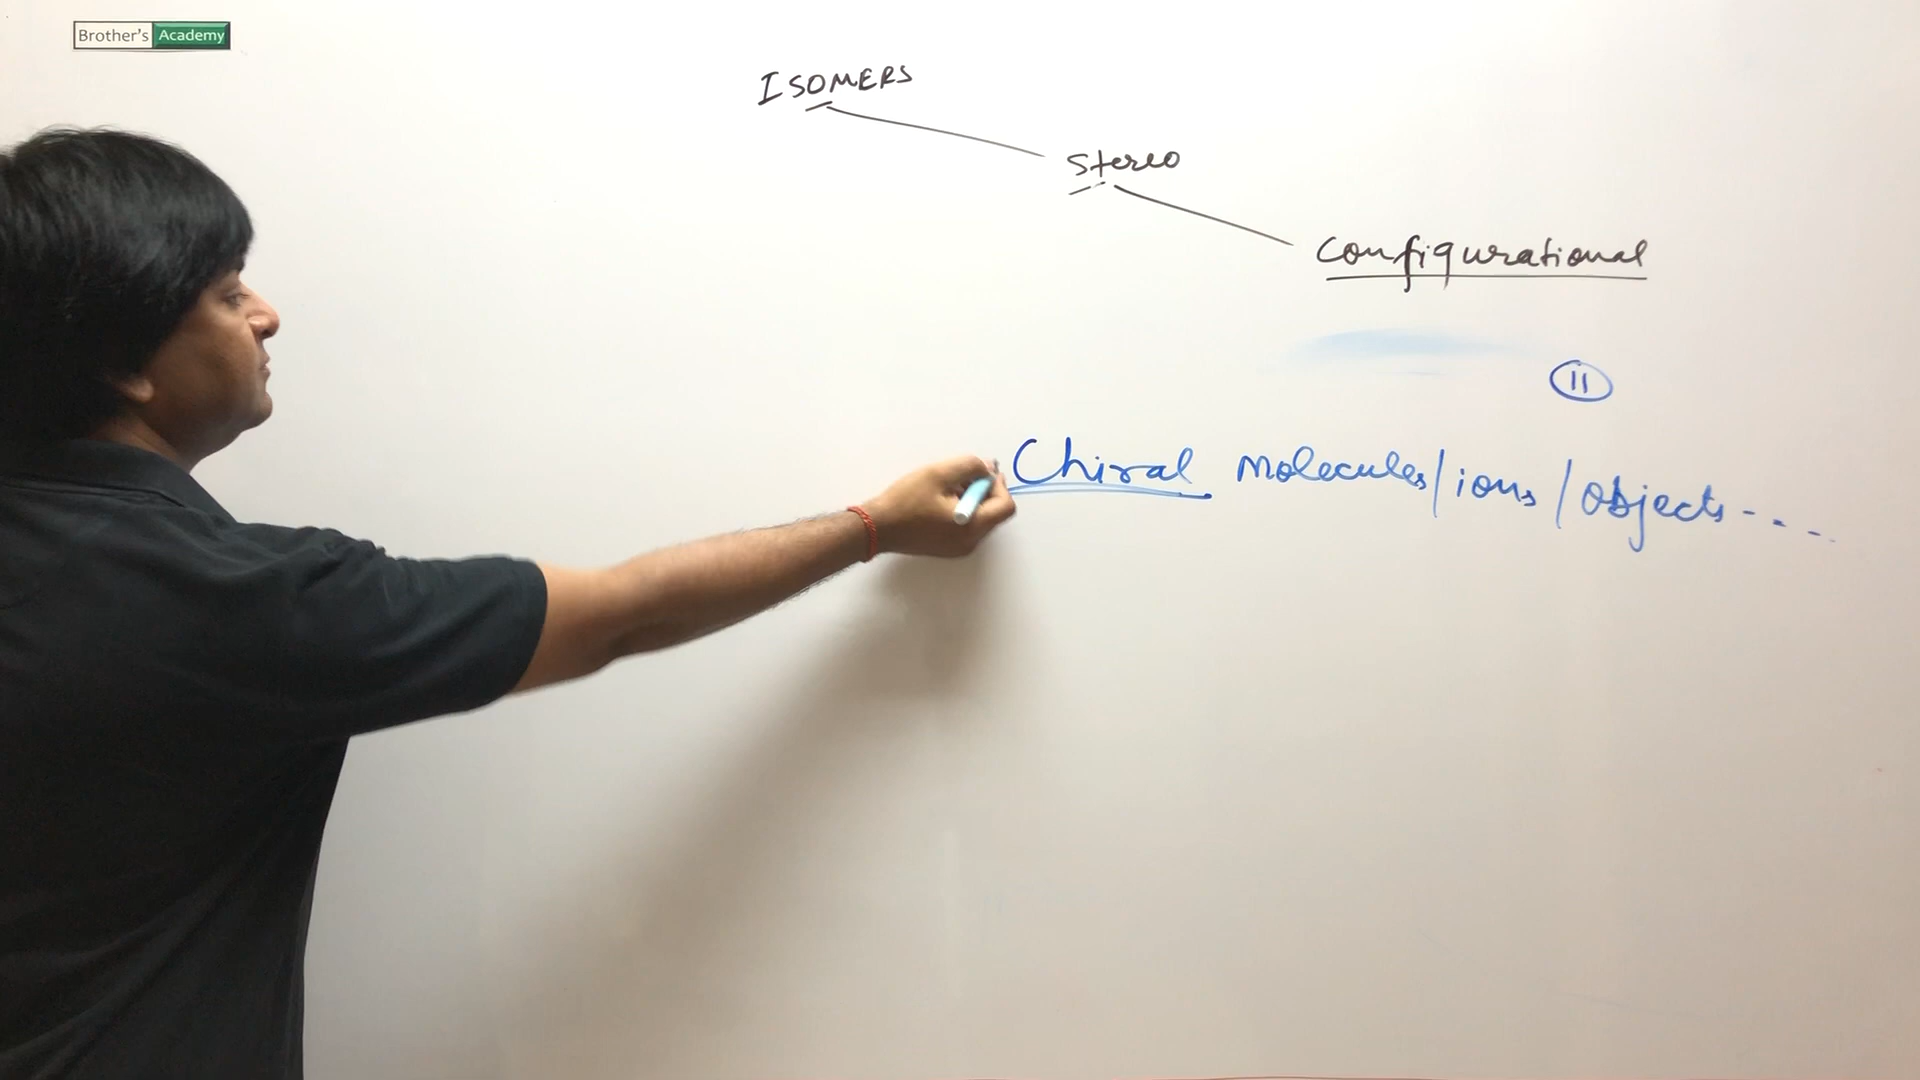 Brother's Academy
ISOMERS
Stereo
Configurational
11
Chiral Molecules/ions/objects-----